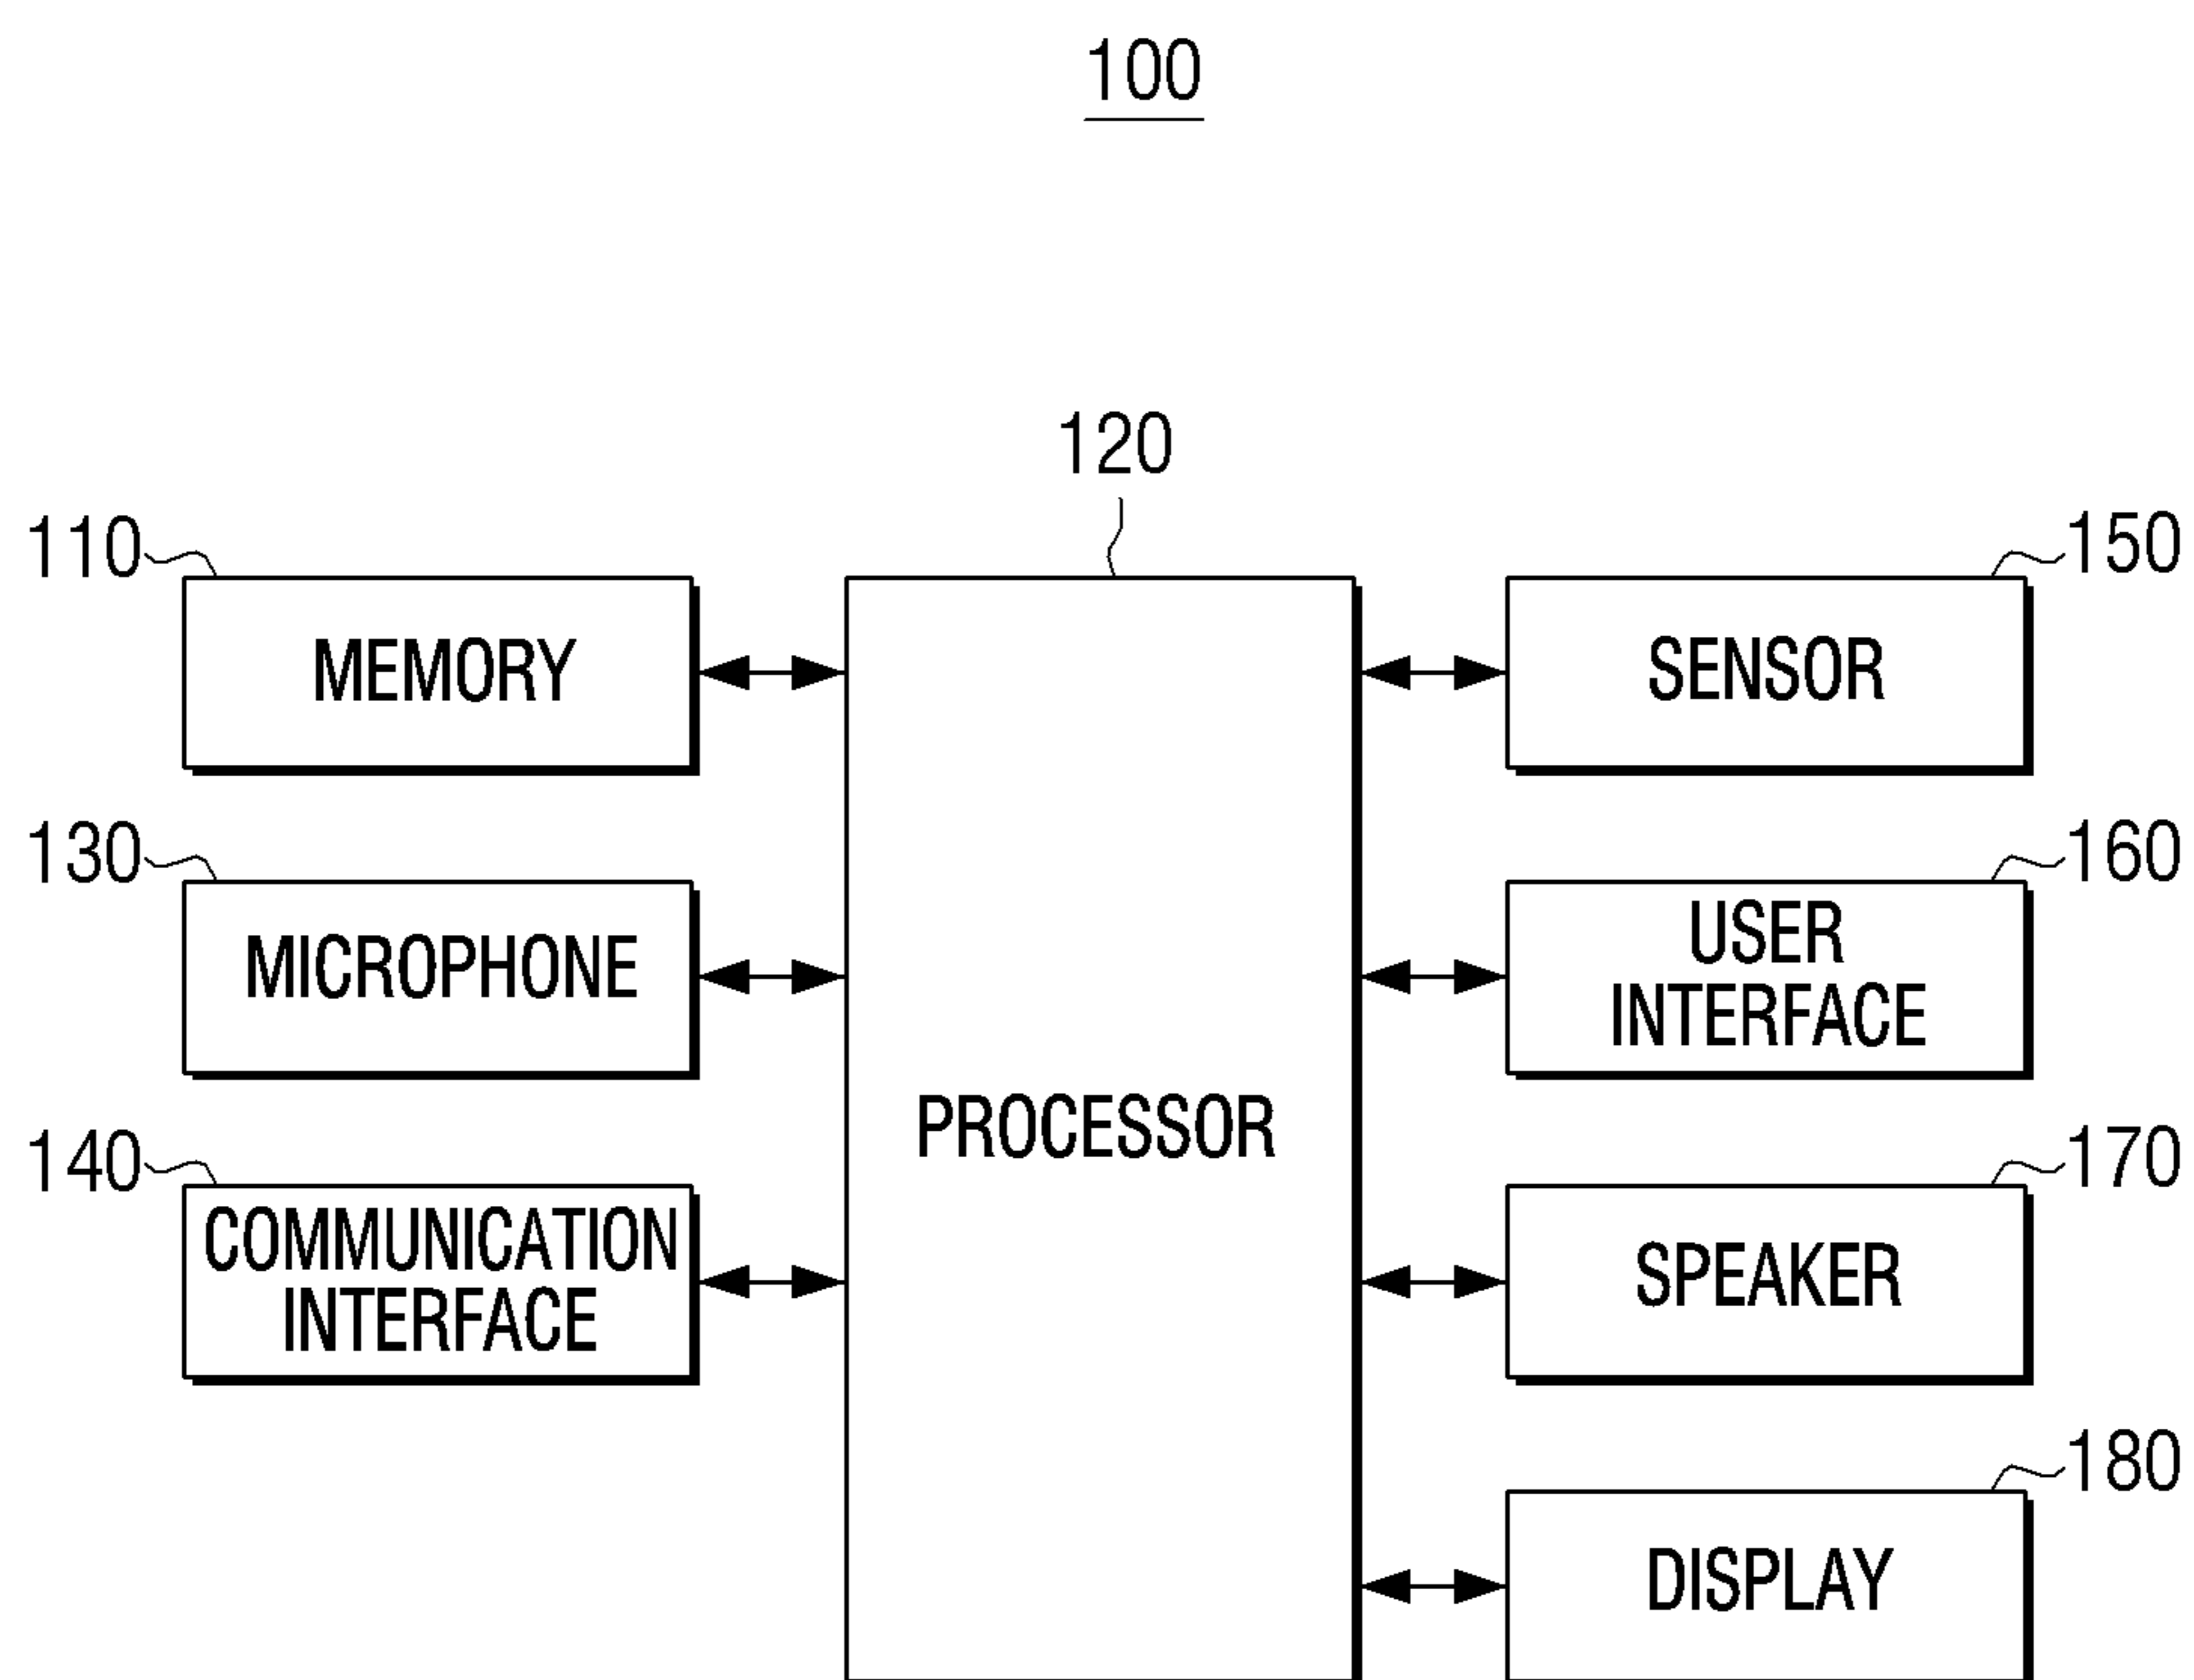 100
120
110
150
MEMORY
SENSOR
130
160
MICROPHONE
USER
INTERFACE
PROCESSOR
140
170
COMMUNICATION
INTERFACE
SPEAKER
180
DISPLAY